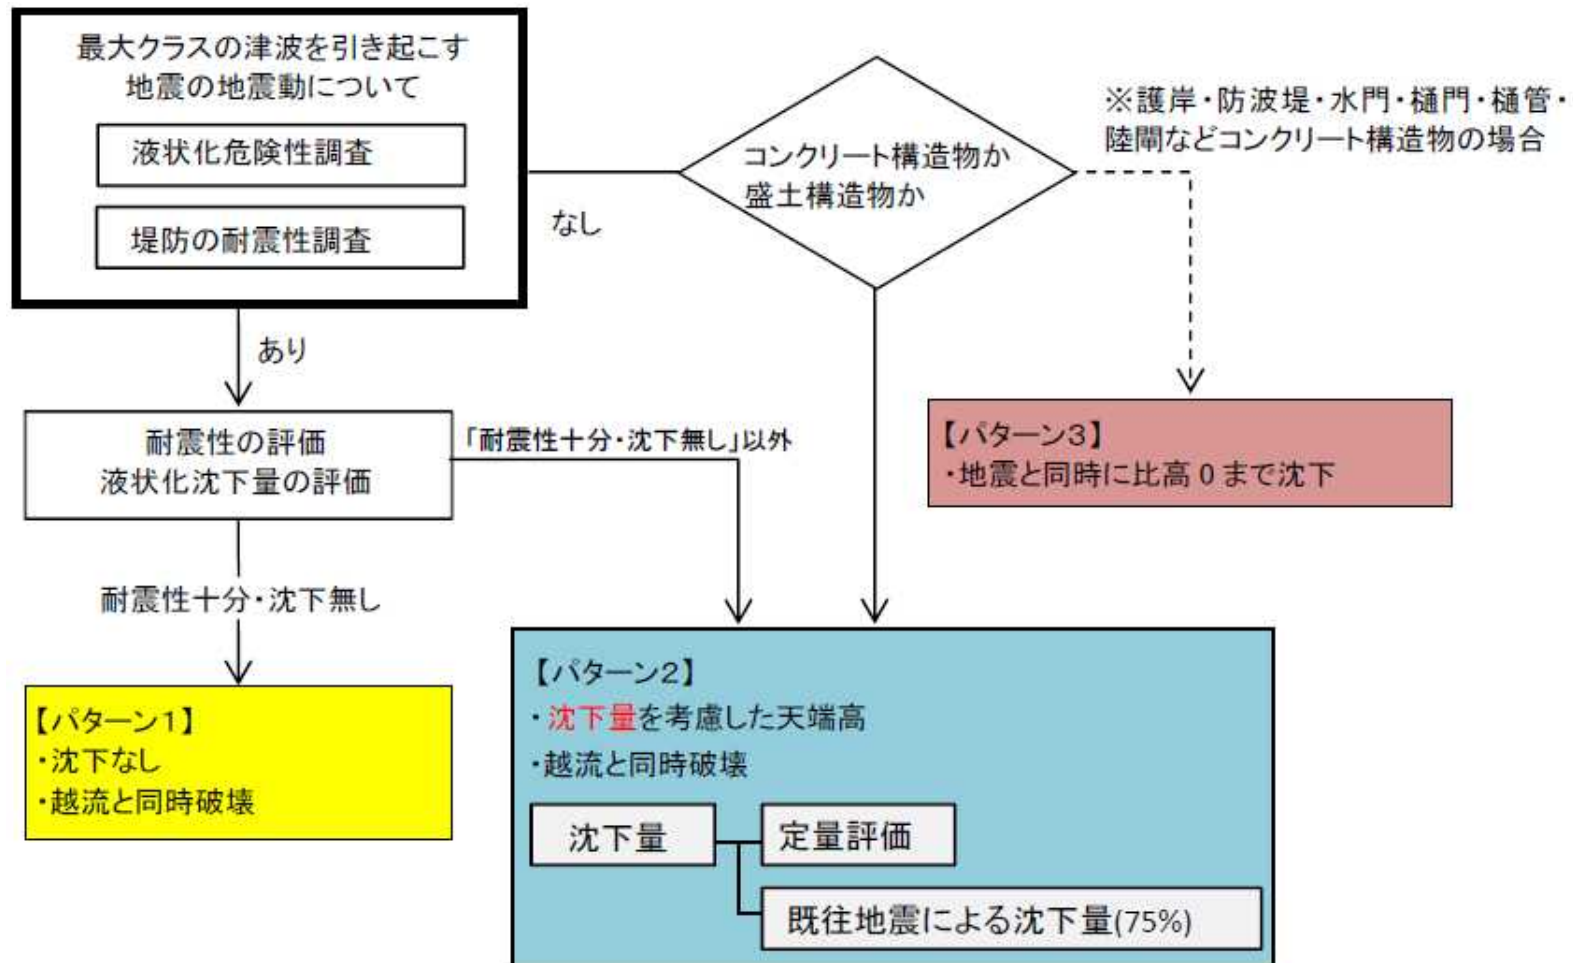 最大クラスの津波を引き起こす
地震の地震動について
液状化危険性調査
堤防の耐震性調査
なし
コンクリート構造物か
盛土構造物か
※護岸・防波堤・水門・樋門・樋管・
陸閘などコンクリート構造物の場合
あり
耐震性の評価
液状化沈下量の評価
「耐震性十分・沈下無し」以外
【パターン3】
・地震と同時に比高 0 まで沈下
耐震性十分・沈下無し
【パターン1】
・沈下なし
・越流と同時破壊
【パターン2】
・沈下量を考慮した天端高
・越流と同時破壊
沈下量
定量評価
既往地震による沈下量(75%)